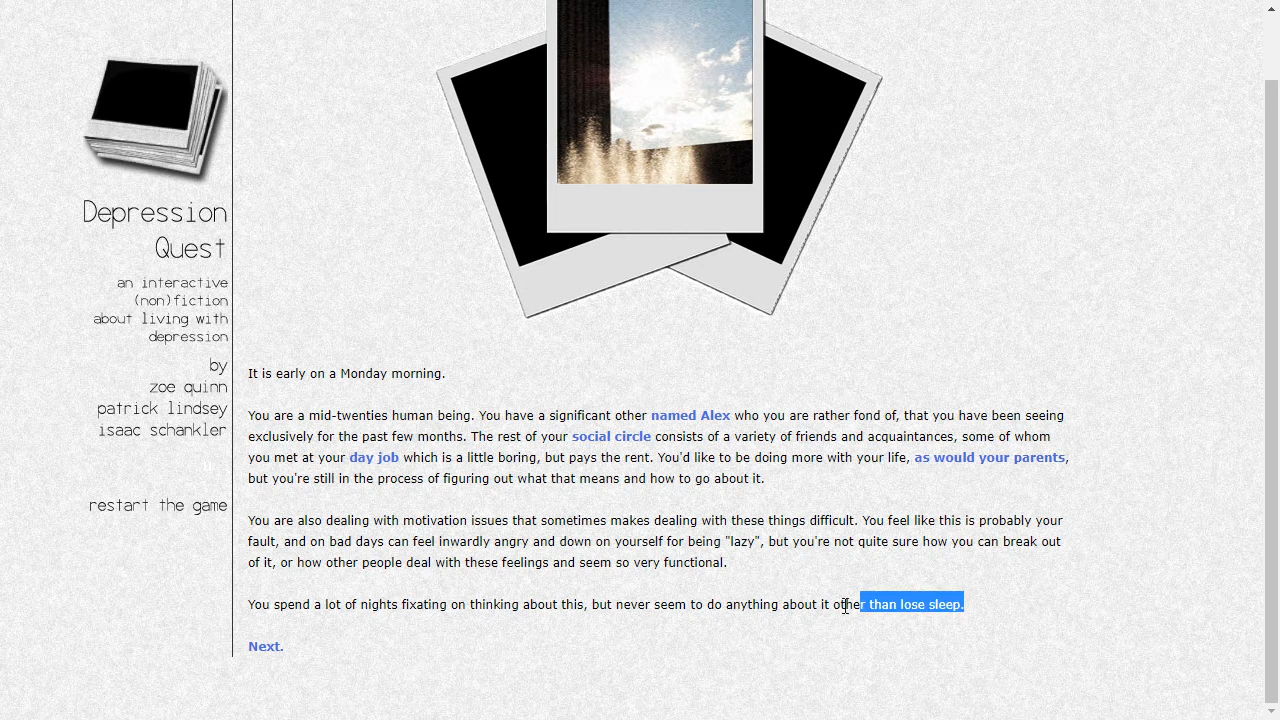 Depression
Quest
an interactive
(non)fiction
about living with
depression
by
zoe quinn
patrick lindsey
isaac schankler
restart the game
It is early on a Monday morning.
You are a mid-twenties human being. You have a significant other named Alex who you are rather fond of, that you have been seeing
exclusively for the past few months. The rest of your social circle consists of a variety of friends and acquaintances, some of whom
you met at your day job which is a little boring, but pays the rent. You'd like to be doing more with your life, as would your parents,
but you're still in the process of figuring out what that means and how to go about it.
You are also dealing with motivation issues that sometimes makes dealing with these things difficult. You feel like this is probably your
fault, and on bad days can feel inwardly angry and down on yourself for being "lazy", but you're not quite sure how you can break out
of it, or how other people deal with these feelings and seem so very functional.
You spend a lot of nights fixating on thinking about this, but never seem to do anything about it other than lose sleep.
Next.